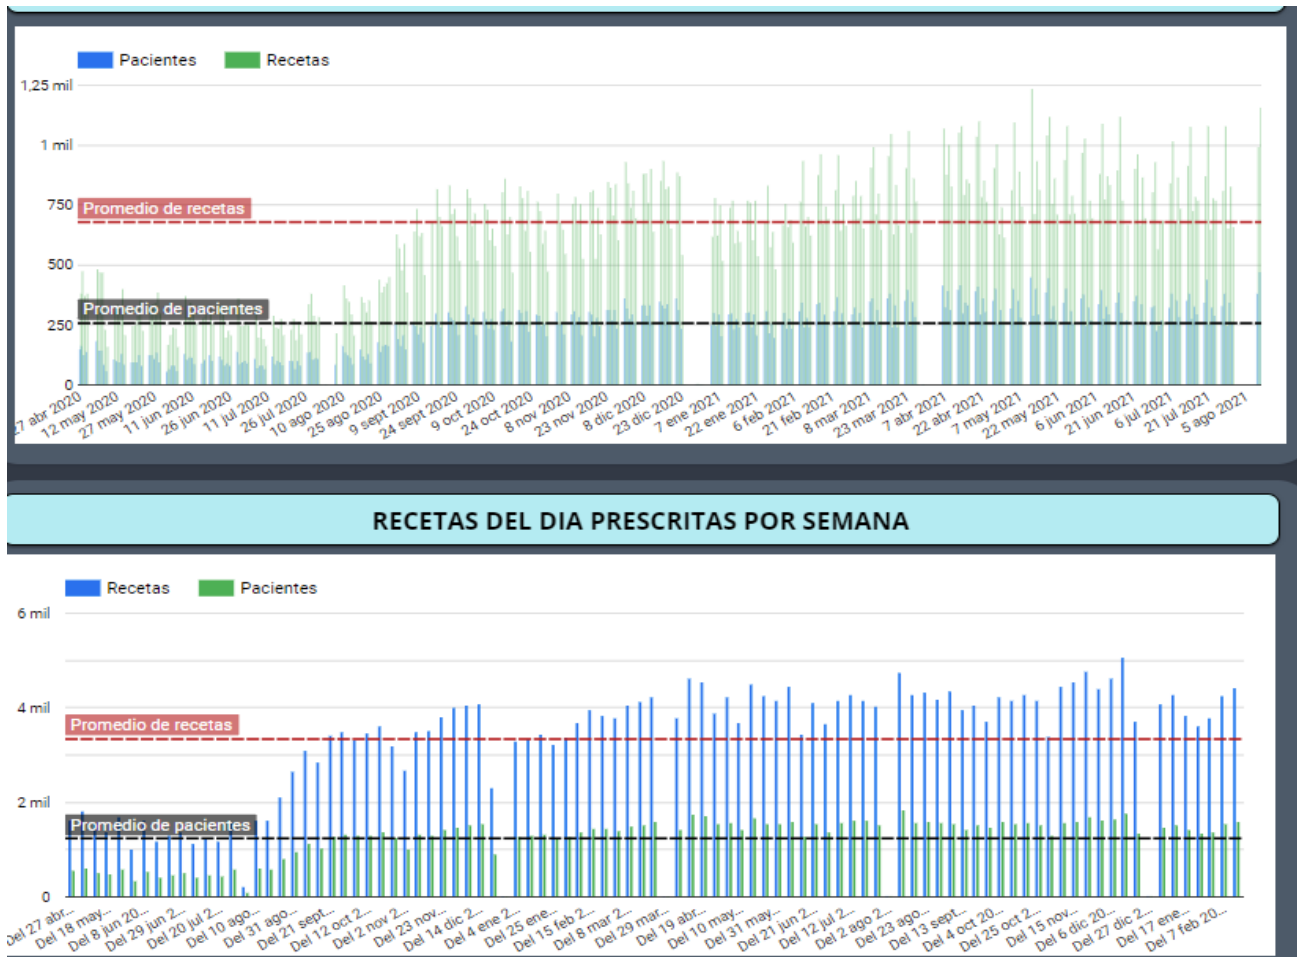 Pacientes Recetas
1,25 mil
1 mil
750
Promedio de recetas
500
Promedio de pacientes
250
0
27 abr 2020 12 may 2020 27 may 2020 11 jun 2020 26 jun 2020 11 jul 2020 26 jul 2020 10 ago 2020 25 ago 2020 9 sept 2020 24 sept 2020 9 oct 2020 24 oct 2020 8 nov 2020 23 nov 2020 8 dic 2020 23 dic 2020 7 ene 2021 22 ene 2021 6 feb 2021 21 feb 2021 8 mar 2021 23 mar 2021 7 abr 2021 22 abr 2021 7 may 2021 22 may 2021 6 jun 2021 21 jun 2021 6 jul 2021 21 jul 2021 5 ago 2021
RECETAS DEL DIA PRESCRITAS POR SEMANA
Recetas Pacientes
6 mil
4 mil
Promedio de recetas
2 mil
Promedio de pacientes
0
Del 27 abr... Del 18 may... Del 8 jun 20... Del 29 jun 2... Del 20 jul 2... Del 10 ago... Del 31 ago... Del 21 sept... Del 12 oct 2... Del 2 nov 2... Del 23 nov... Del 14 dic 2... Del 4 ene 2... Del 25 ene... Del 15 feb 2... Del 8 mar 2... Del 29 mar... Del 19 abr... Del 10 may... Del 31 may... Del 21 jun 2... Del 12 jul 2... Del 2 ago 2... Del 23 ago... Del 13 sept... Del 4 oct 20... Del 25 oct 2... Del 15 nov... Del 6 dic 20... Del 27 dic 2... Del 17 ene... Del 7 feb 20...